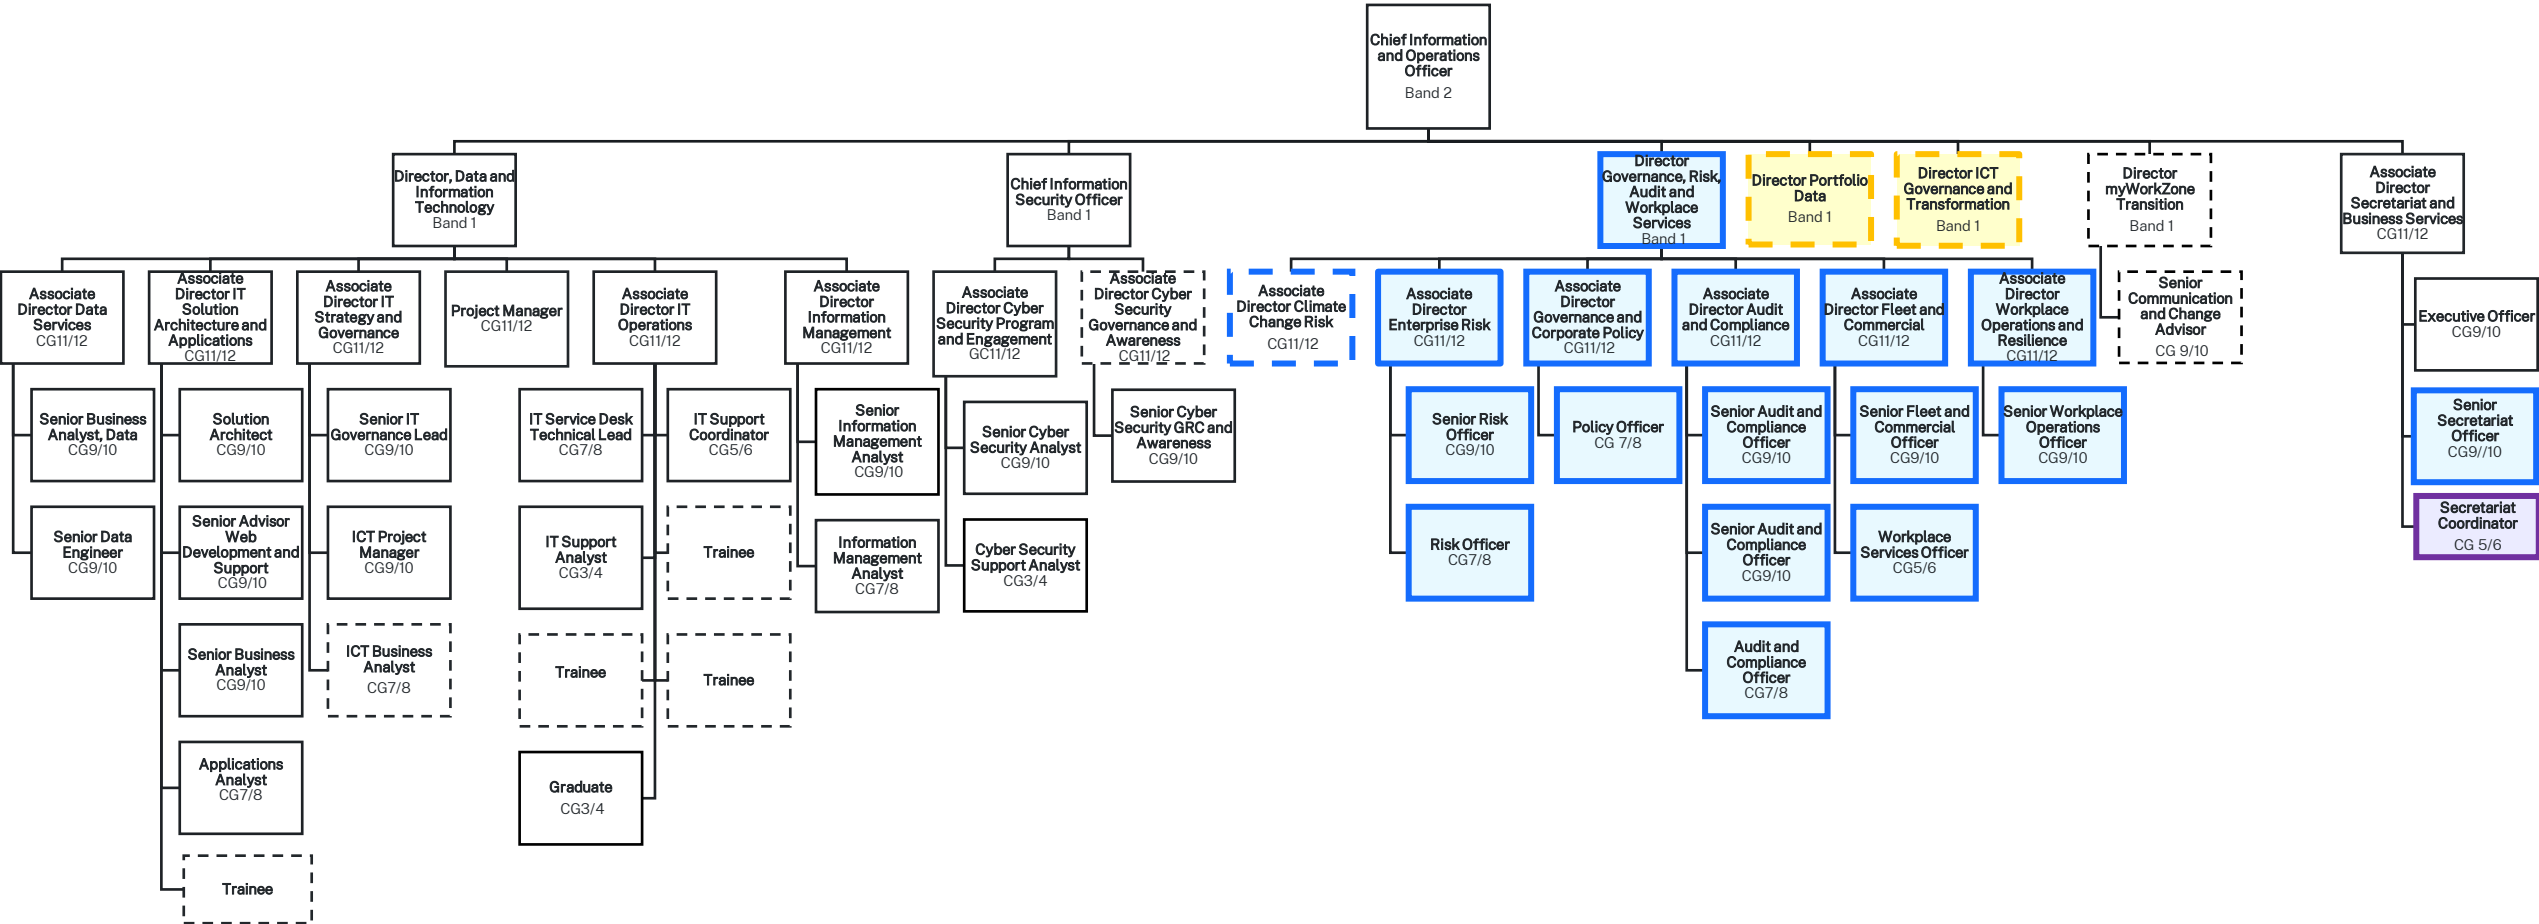 Chief Information
and Operations
Officer
Band 2
Director, Data and
Information
Technology
Band 1
Chief Information
Security Officer
Band 1
Director
Governance, Risk,
Audit and
Workplace
Services
Band 1
Director Portfolio
Data
Band 1
Director ICT
Governance and
Transformation
Band 1
Director
myWorkZone
Transition
Band 1
Associate
Director
Secretariat and
Business Services
CG11/12
Associate
Director Data
Services
CG11/12
Associate
Director IT
Solution
Architecture and
Applications
CG11/12
Associate
Director IT
Strategy and
Governance
CG11/12
Project Manager
CG11/12
Associate
Director IT
Operations
CG11/12
Associate
Director
Information
Management
CG11/12
Associate
Director Cyber
Security Program
and Engagement
GC11/12
Associate
Director Cyber
Security
Governance and
Awareness
CG11/12
Associate
Director Climate
Change Risk
CG11/12
Associate
Director
Enterprise Risk
CG11/12
Associate
Director
Governance and
Corporate Policy
CG11/12
Associate
Director Audit
and Compliance
CG11/12
Associate
Director Fleet and
Commercial
CG11/12
Associate
Director
Workplace
Operations and
Resilience
CG11/12
Senior
Communication
and Change
Advisor
CG 9/10
Executive Officer
CG9/10
Senior Business
Analyst, Data
CG9/10
Solution
Architect
CG9/10
Senior IT
Governance Lead
CG9/10
IT Service Desk
Technical Lead
CG7/8
IT Support
Coordinator
CG5/6
Senior
Information
Management
Analyst
CG9/10
Senior Cyber
Security Analyst
CG9/10
Senior Cyber
Security GRC and
Awareness
CG9/10
Senior Risk
Officer
CG9/10
Policy Officer
CG 7/8
Senior Audit and
Compliance
Officer
CG9/10
Senior Fleet and
Commercial
Officer
CG9/10
Senior Workplace
Operations
Officer
CG9/10
Senior
Secretariat
Officer
CG9//10
Senior Data
Engineer
CG9/10
Senior Advisor
Web
Development and
Support
CG9/10
ICT Project
Manager
CG9/10
IT Support
Analyst
CG3/4
Trainee
Information
Management
Analyst
CG7/8
Cyber Security
Support Analyst
CG3/4
Risk Officer
CG7/8
Senior Audit and
Compliance
Officer
CG9/10
Workplace
Services Officer
CG5/6
Secretariat
Coordinator
CG 5/6
Senior Business
Analyst
CG9/10
ICT Business
Analyst
CG7/8
Trainee
Trainee
Audit and
Compliance
Officer
CG7/8
Applications
Analyst
CG7/8
Graduate
CG3/4
Trainee